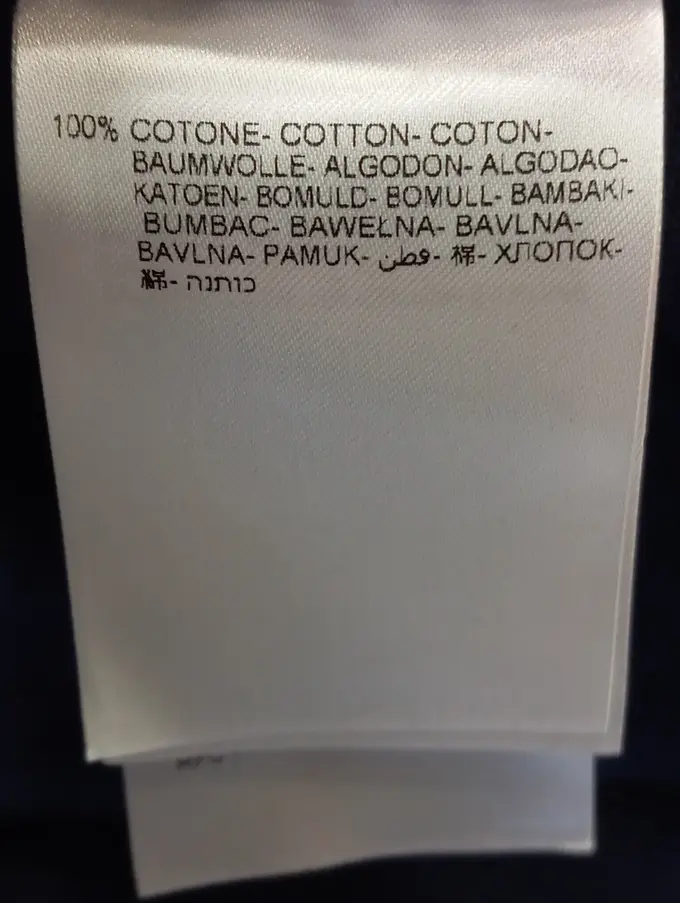 100% COTONE- COTTON- COTON-
BAUMWOLLE- ALGODON- ALGODAO-
KATOEN- BOMULD- BOMULL- BAMBAKI-
BUMBAC- BAWEŁNA- BAVLNA-
BAVLNA- PAMUK- قطن- 棉- ХЛОПОК-
綿- כותנה